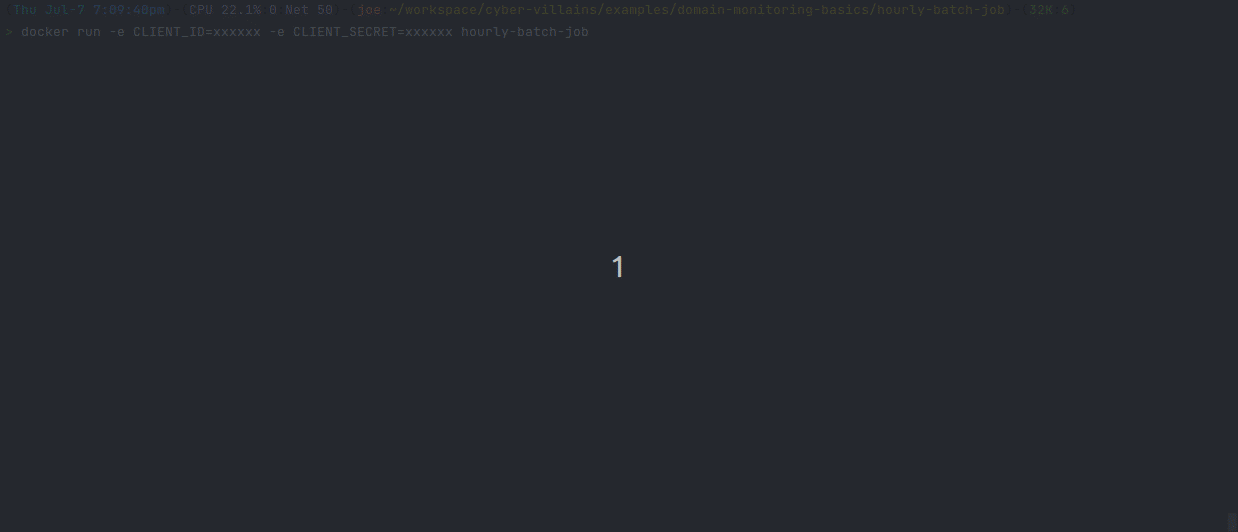 Thu Jul-7 7:09:40pm CPU 22.1% 0 Net 50 joe ~/workspace/cyber-villains/examples/domain-monitoring-basics/hourly-batch-job 32K 6
> docker run -e CLIENT_ID=xxxxxx -e CLIENT_SECRET=xxxxxx hourly-batch-job
1